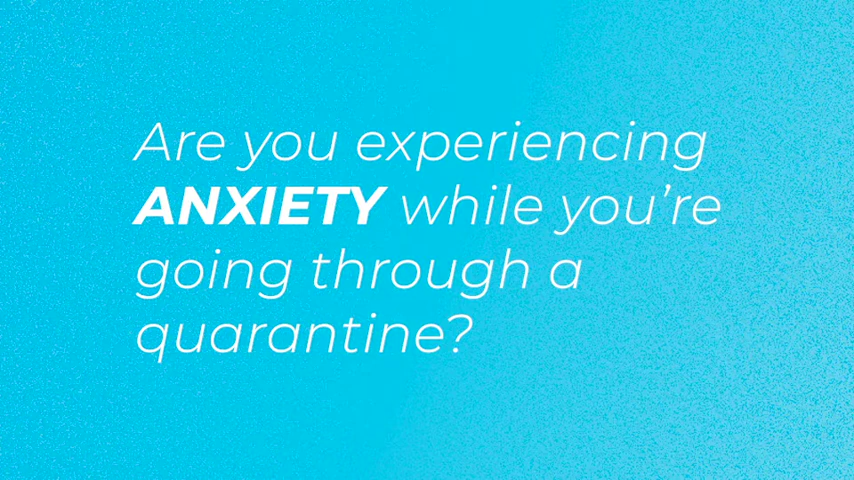 Are you experiencing
ANXIETY while you’re
going through a
quarantine?